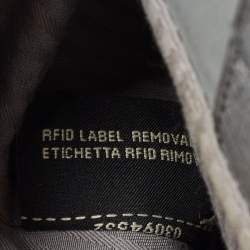 RFID LABEL REMOVA
ETICHETTA RFID RIMO